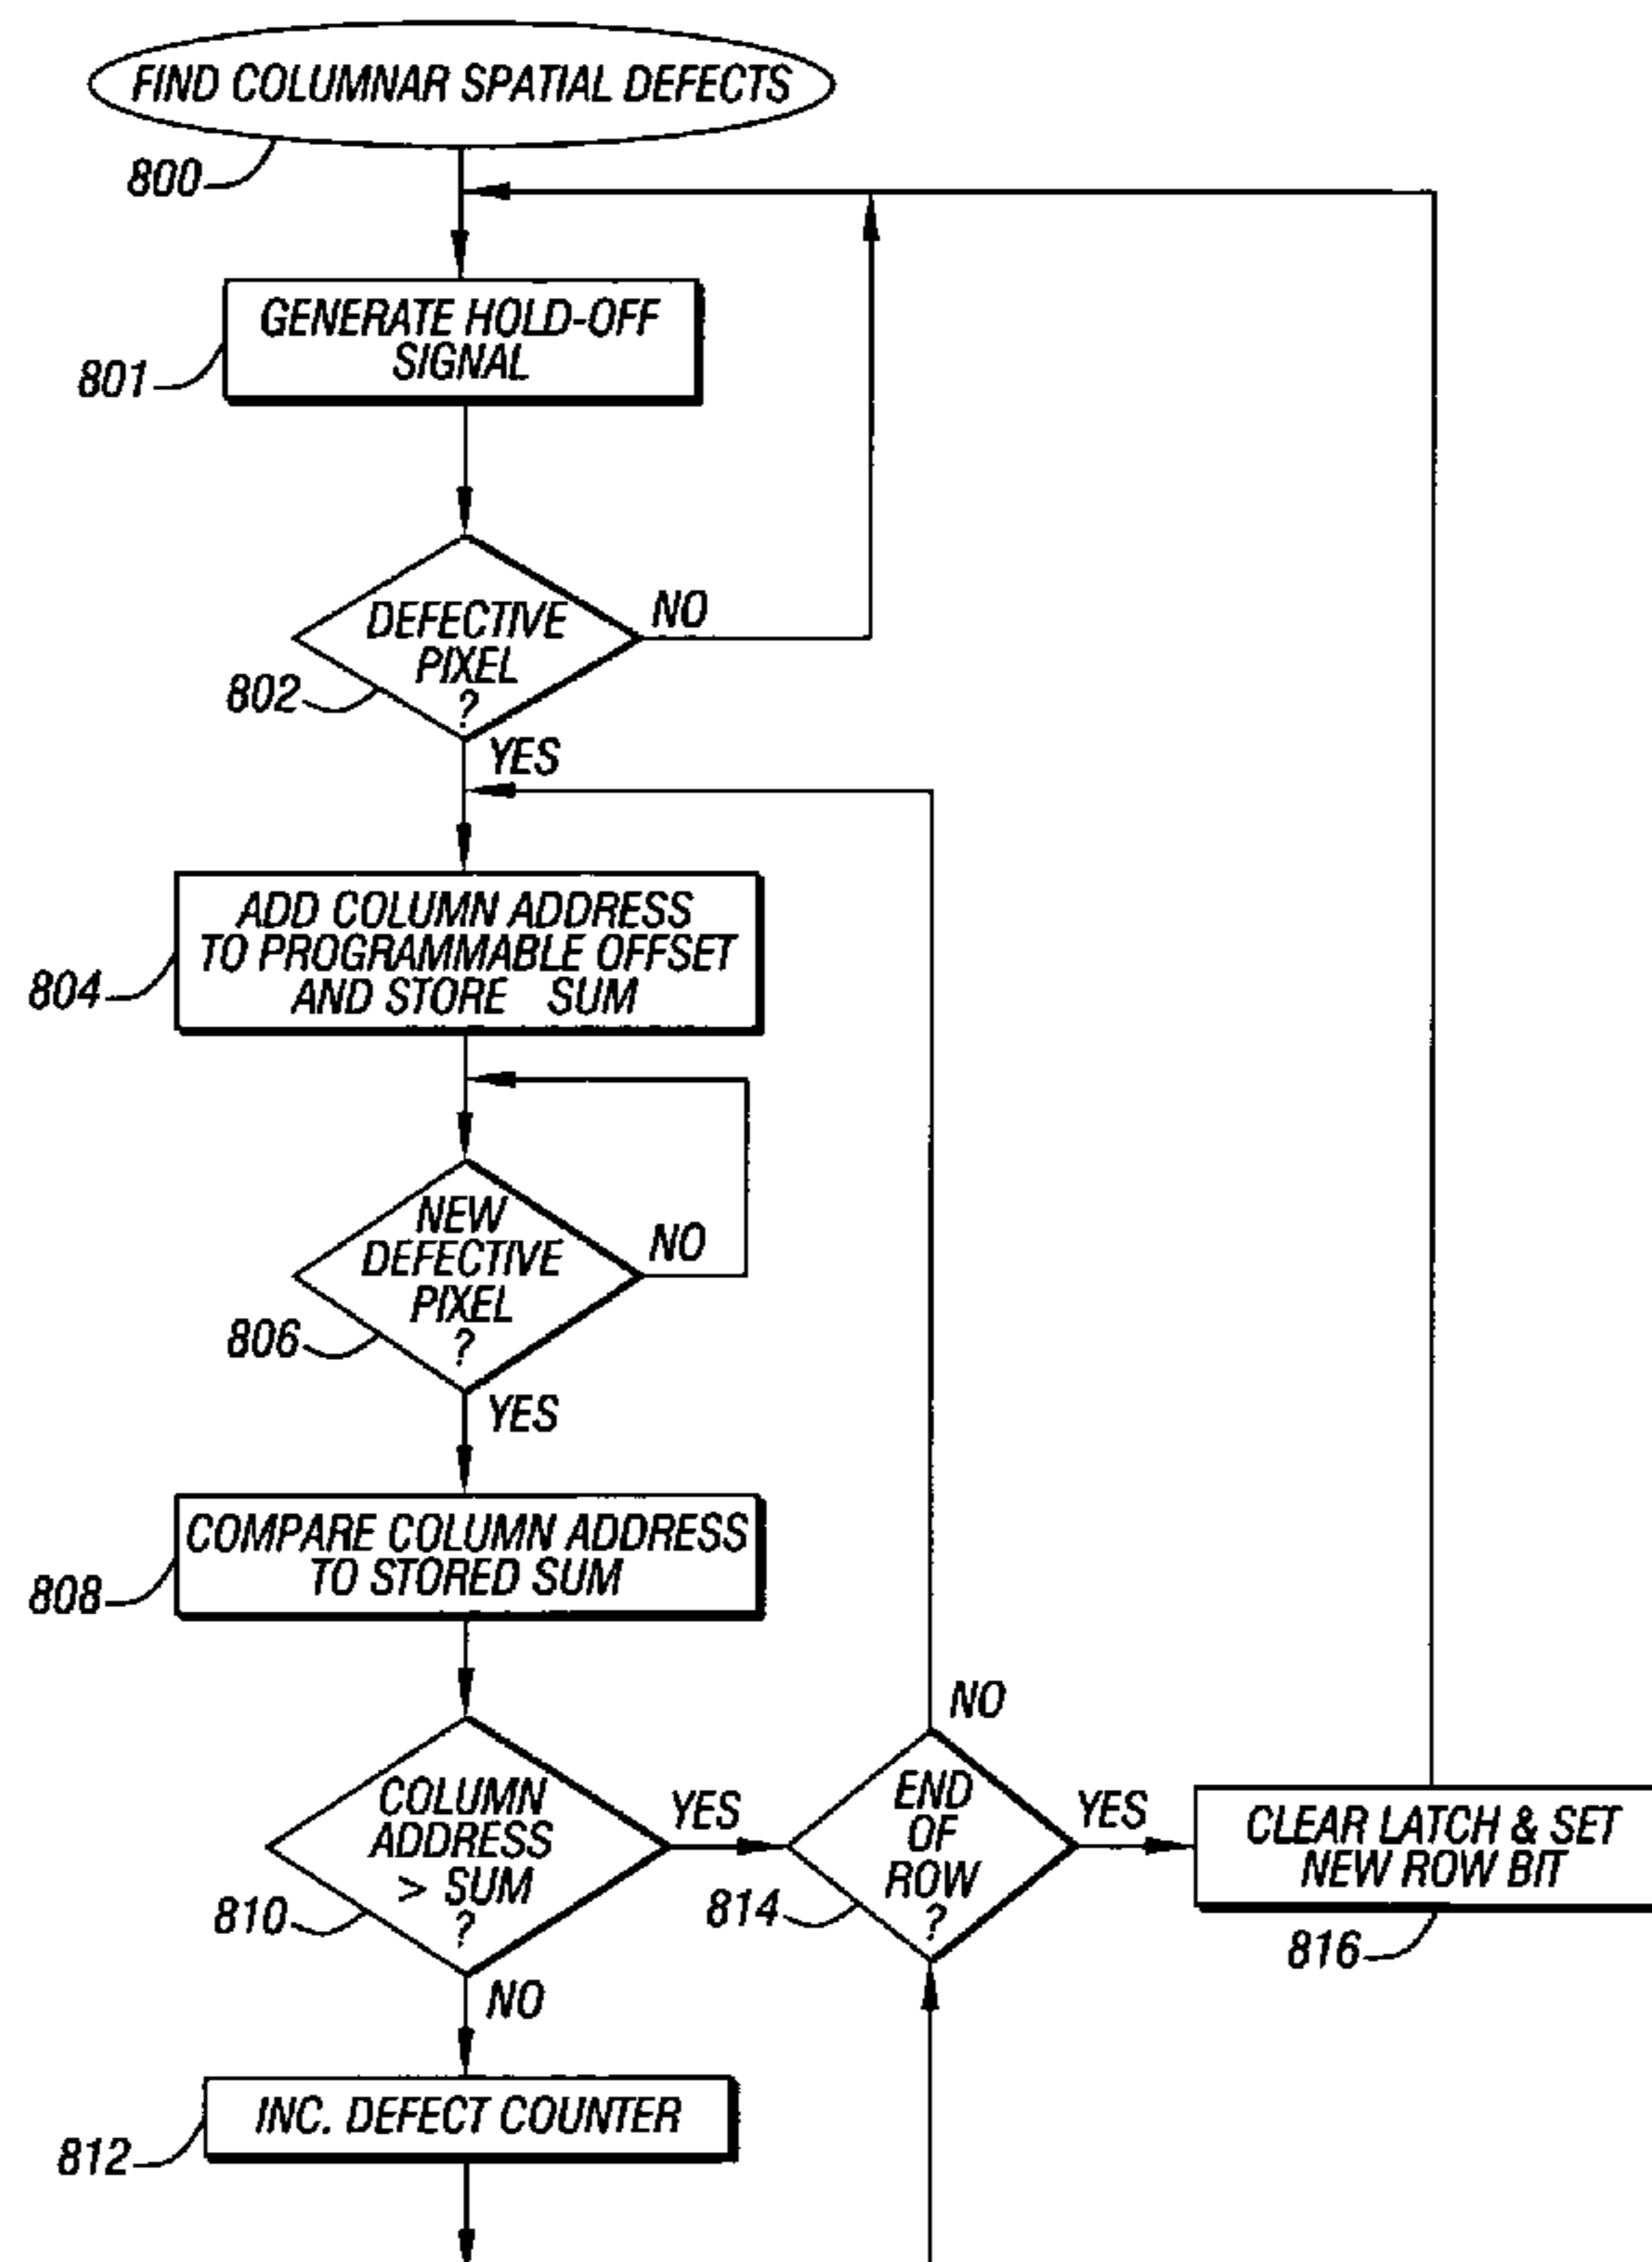 FIND COLUMNAR SPATIAL DEFECTS
800
GENERATE HOLD-OFF
SIGNAL
801
DEFECTIVE
PIXEL
?
NO
802
YES
ADD COLUMN ADDRESS
TO PROGRAMMABLE OFFSET
AND STORE SUM
804
NEW
DEFECTIVE
PIXEL
?
NO
806
YES
COMPARE COLUMN ADDRESS
TO STORED SUM
808
COLUMN
ADDRESS
> SUM
?
YES
810
NO
END
OF
ROW
?
NO
YES
814
CLEAR LATCH & SET
NEW ROW BIT
816
INC. DEFECT COUNTER
812